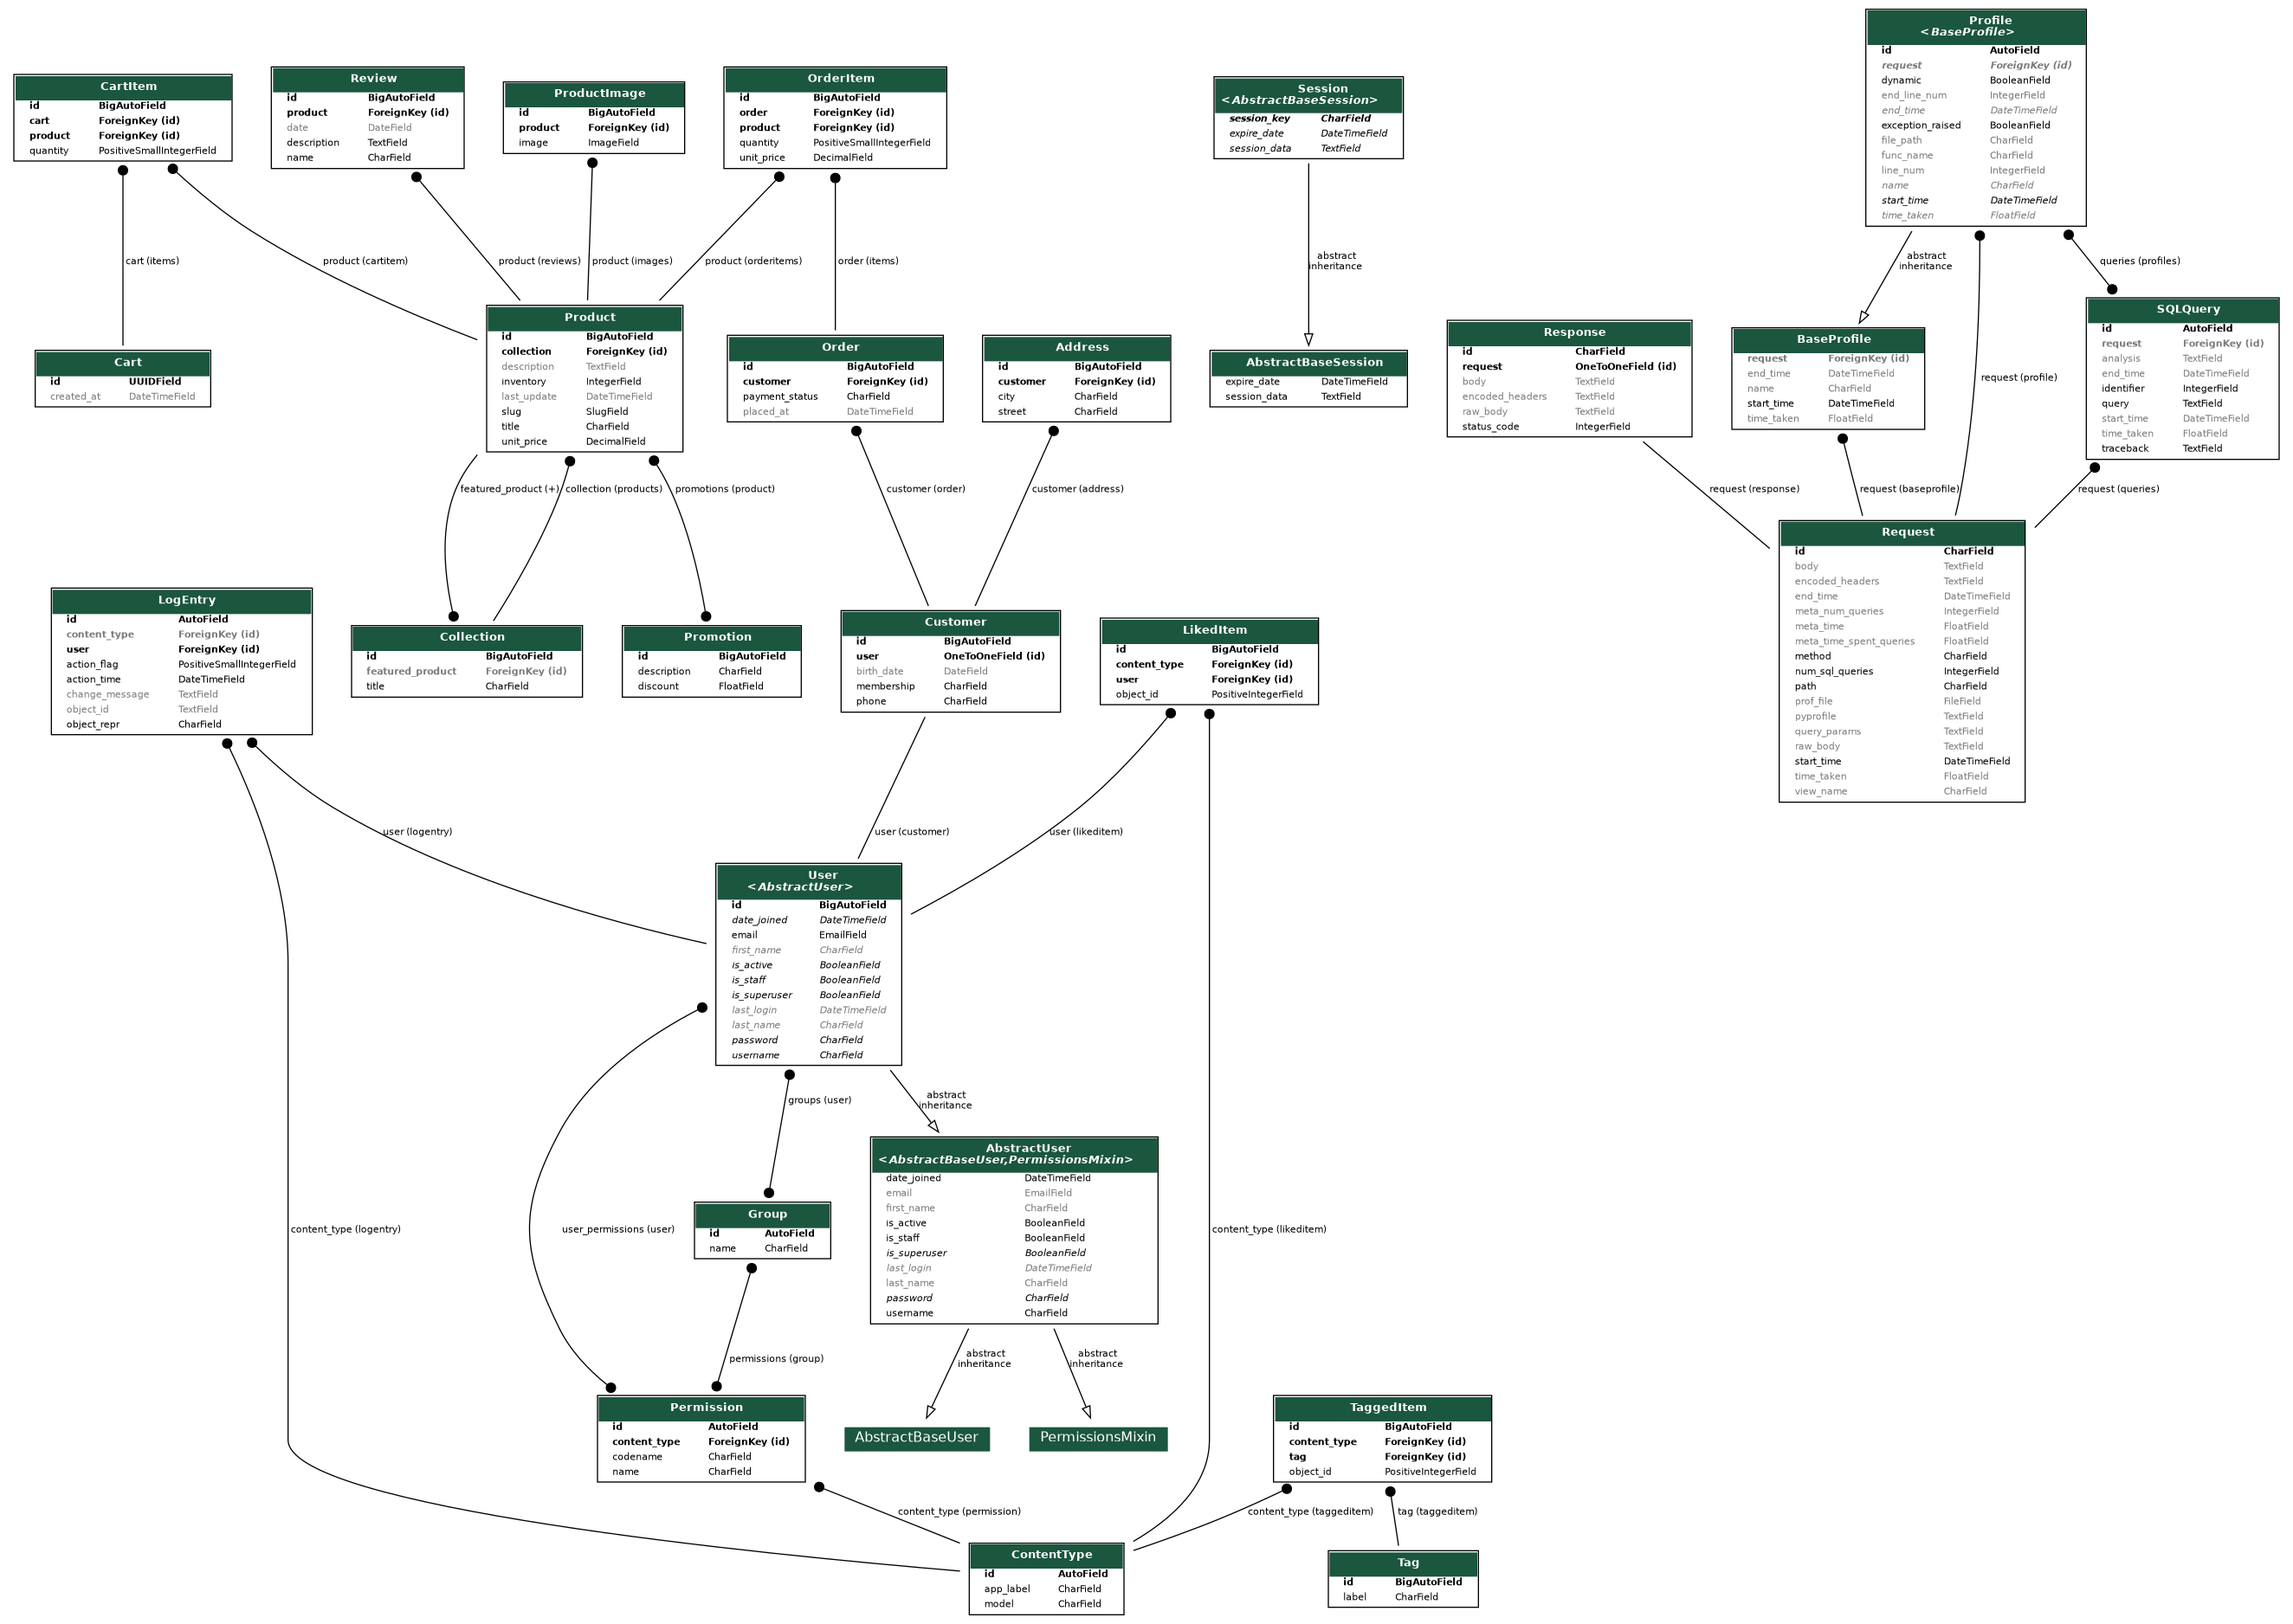 Profile
<BaseProfile>
id AutoField
request ForeignKey (id)
dynamic BooleanField
end_line_num IntegerField
end_time DateTimeField
exception_raised BooleanField
file_path CharField
func_name CharField
line_num IntegerField
name CharField
start_time DateTimeField
time_taken FloatField
CartItem
id BigAutoField
cart ForeignKey (id)
product ForeignKey (id)
quantity PositiveSmallIntegerField
Review
id BigAutoField
product ForeignKey (id)
date DateField
description TextField
name CharField
ProductImage
id BigAutoField
product ForeignKey (id)
image ImageField
OrderItem
id BigAutoField
order ForeignKey (id)
product ForeignKey (id)
quantity PositiveSmallIntegerField
unit_price DecimalField
Session
<AbstractBaseSession>
session_key CharField
expire_date DateTimeField
session_data TextField
cart (items)
product (cartitem)
product (reviews)
product (images)
product (orderitems)
order (items)
abstract
inheritance
abstract
inheritance
queries (profiles)
Cart
id UUIDField
created_at DateTimeField
Product
id BigAutoField
collection ForeignKey (id)
description TextField
inventory IntegerField
last_update DateTimeField
slug SlugField
title CharField
unit_price DecimalField
Order
id BigAutoField
customer ForeignKey (id)
payment_status CharField
placed_at DateTimeField
Address
id BigAutoField
customer ForeignKey (id)
city CharField
street CharField
AbstractBaseSession
expire_date DateTimeField
session_data TextField
Response
id CharField
request OneToOneField (id)
body TextField
encoded_headers TextField
raw_body TextField
status_code IntegerField
BaseProfile
request ForeignKey (id)
end_time DateTimeField
name CharField
start_time DateTimeField
time_taken FloatField
request (profile)
SQLQuery
id AutoField
request ForeignKey (id)
analysis TextField
end_time DateTimeField
identifier IntegerField
query TextField
start_time DateTimeField
time_taken FloatField
traceback TextField
featured_product (+)
collection (products)
promotions (product)
customer (order)
customer (address)
request (response)
request (baseprofile)
request (queries)
Request
id CharField
body TextField
encoded_headers TextField
end_time DateTimeField
meta_num_queries IntegerField
meta_time FloatField
meta_time_spent_queries FloatField
method CharField
num_sql_queries IntegerField
path CharField
prof_file FileField
pyprofile TextField
query_params TextField
raw_body TextField
start_time DateTimeField
time_taken FloatField
view_name CharField
LogEntry
id AutoField
content_type ForeignKey (id)
user ForeignKey (id)
action_flag PositiveSmallIntegerField
action_time DateTimeField
change_message TextField
object_id TextField
object_repr CharField
Collection
id BigAutoField
featured_product ForeignKey (id)
title CharField
Promotion
id BigAutoField
description CharField
discount FloatField
Customer
id BigAutoField
user OneToOneField (id)
birth_date DateField
membership CharField
phone CharField
LikedItem
id BigAutoField
content_type ForeignKey (id)
user ForeignKey (id)
object_id PositiveIntegerField
user (logentry)
user (customer)
user (likeditem)
User
<AbstractUser>
id BigAutoField
date_joined DateTimeField
email EmailField
first_name CharField
is_active BooleanField
is_staff BooleanField
is_superuser BooleanField
last_login DateTimeField
last_name CharField
password CharField
username CharField
groups (user)
abstract
inheritance
AbstractUser
<AbstractBaseUser,PermissionsMixin>
date_joined DateTimeField
email EmailField
first_name CharField
is_active BooleanField
is_staff BooleanField
is_superuser BooleanField
last_login DateTimeField
last_name CharField
password CharField
username CharField
content_type (logentry)
user_permissions (user)
Group
id AutoField
name CharField
content_type (likeditem)
permissions (group)
abstract
inheritance
abstract
inheritance
Permission
id AutoField
content_type ForeignKey (id)
codename CharField
name CharField
AbstractBaseUser
PermissionsMixin
TaggedItem
id BigAutoField
content_type ForeignKey (id)
tag ForeignKey (id)
object_id PositiveIntegerField
content_type (permission)
content_type (taggeditem)
tag (taggeditem)
ContentType
id AutoField
app_label CharField
model CharField
Tag
id BigAutoField
label CharField